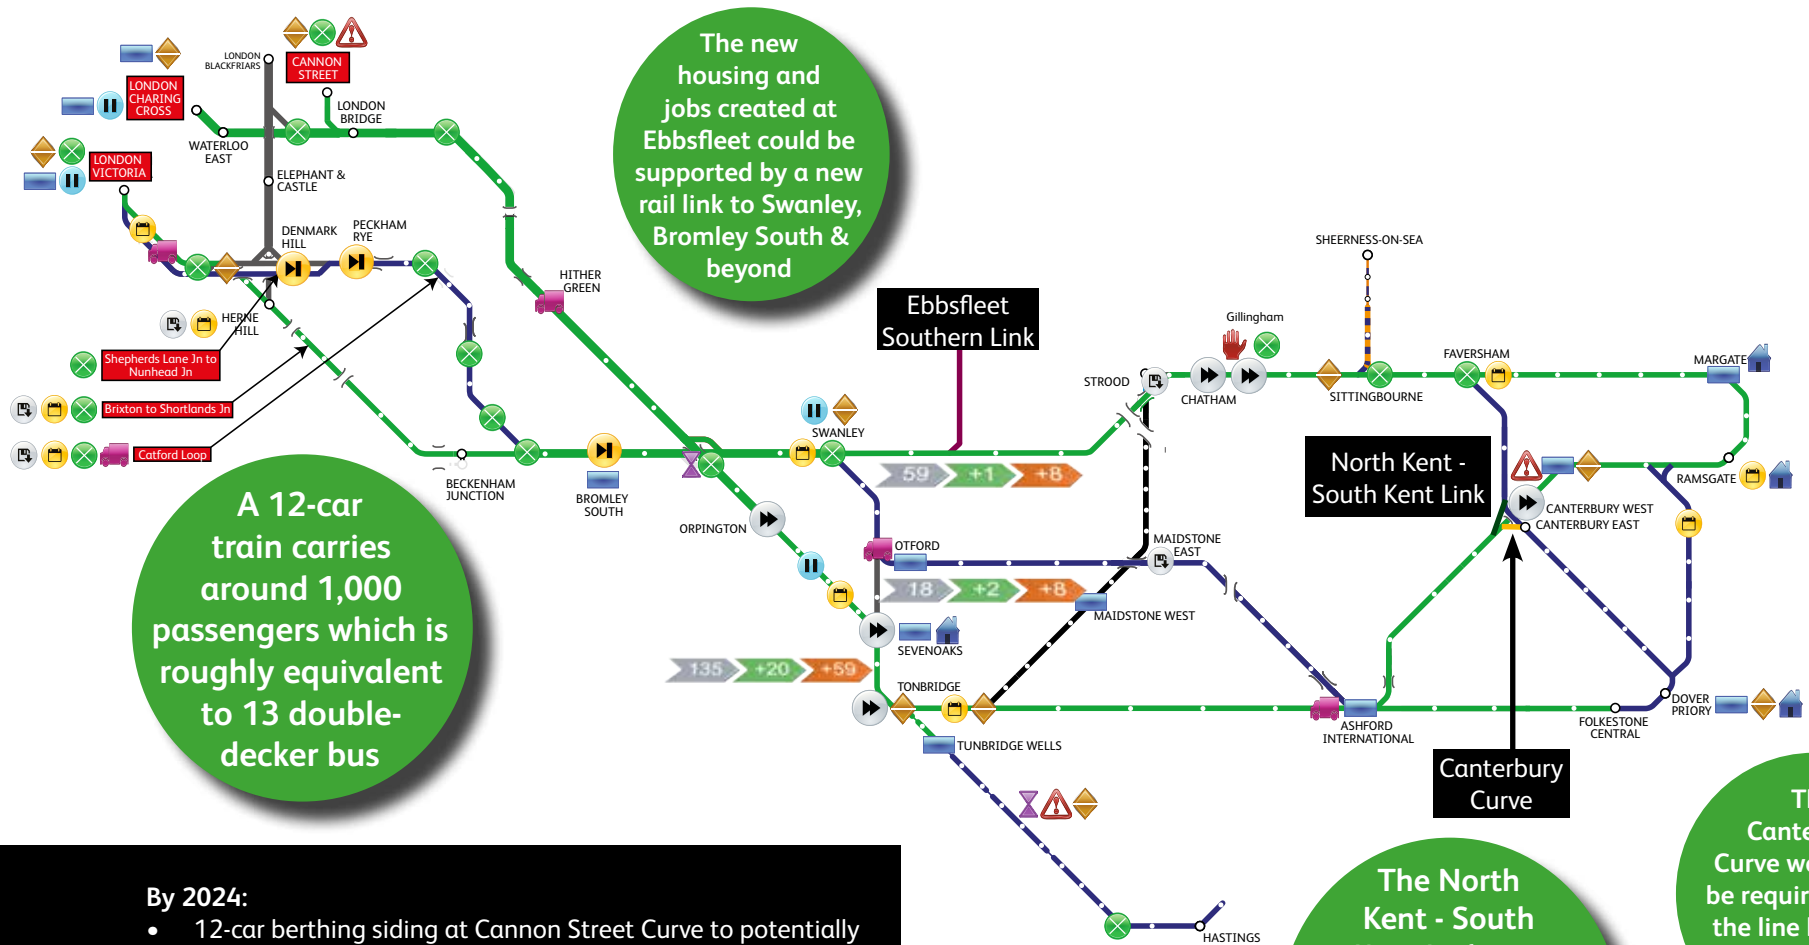 LONDON
BLACKFRIARS
CANNON
STREET
LONDON
CHARING
CROSS
LONDON
BRIDGE
WATERLOO
EAST
LONDON
VICTORIA
ELEPHANT &
CASTLE
DENMARK
HILL
PECKHAM
RYE
HITHER
GREEN
HERNE
HILL
Shepherds Lane Jn to
Nunhead Jn
Brixton to Shortlands Jn
Catford Loop
The new
housing and
jobs created at
Ebbsfleet could be
supported by a new
rail link to Swanley,
Bromley South &
beyond
Ebbsfleet
Southern Link
SHEERNESS-ON-SEA
Gillingham
STROOD
CHATHAM
SITTINGBOURNE
FAVERSHAM
MARGATE
SWANLEY
59 +1 +8
BECKENHAM
JUNCTION
BROMLEY
SOUTH
ORPINGTON
North Kent -
South Kent Link
RAMSGATE
CANTERBURY WEST
CANTERBURY EAST
OTFORD
MAIDSTONE
EAST
18 +2 +8
MAIDSTONE WEST
SEVENOAKS
135 +20 +59
TONBRIDGE
TUNBRIDGE WELLS
ASHFORD
INTERNATIONAL
FOLKESTONE
CENTRAL
DOVER
PRIORY
Canterbury
Curve
HASTINGS
A 12-car
train carries
around 1,000
passengers which is
roughly equivalent
to 13 double-
decker bus
By 2024:
• 12-car berthing siding at Cannon Street Curve to potentially
The North
Kent - South
Curve
be
the line